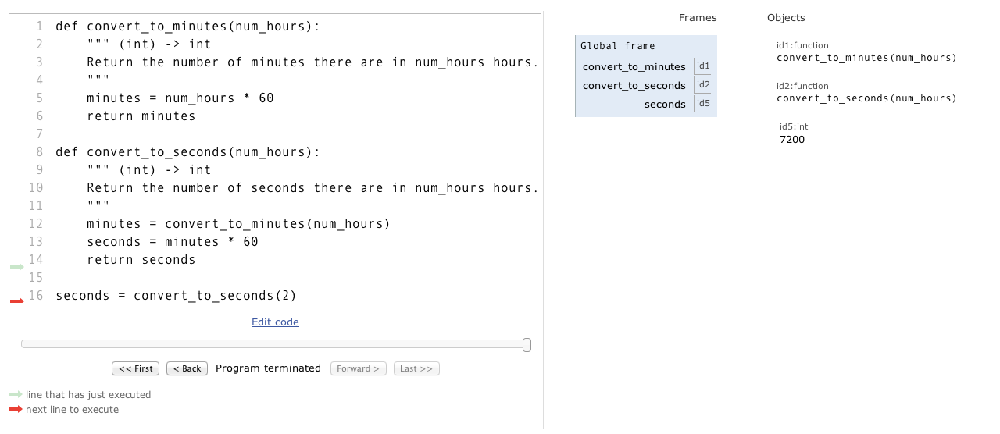 1 def convert_to_minutes(num_hours):
2     """ (int) -> int
3     Return the number of minutes there are in num_hours hours.
4     """
5     minutes = num_hours * 60
6     return minutes
7
8 def convert_to_seconds(num_hours):
9     """ (int) -> int
10     Return the number of seconds there are in num_hours hours.
11     """
12     minutes = convert_to_minutes(num_hours)
13     seconds = minutes * 60
14     return seconds
15
16 seconds = convert_to_seconds(2)
Edit code
<< First < Back Program terminated Forward > Last >>
line that has just executed
next line to execute
Frames
Global frame
convert_to_minutes id1
convert_to_seconds id2
seconds id5
Objects
id1:function
convert_to_minutes(num_hours)
id2:function
convert_to_seconds(num_hours)
id5:int
7200